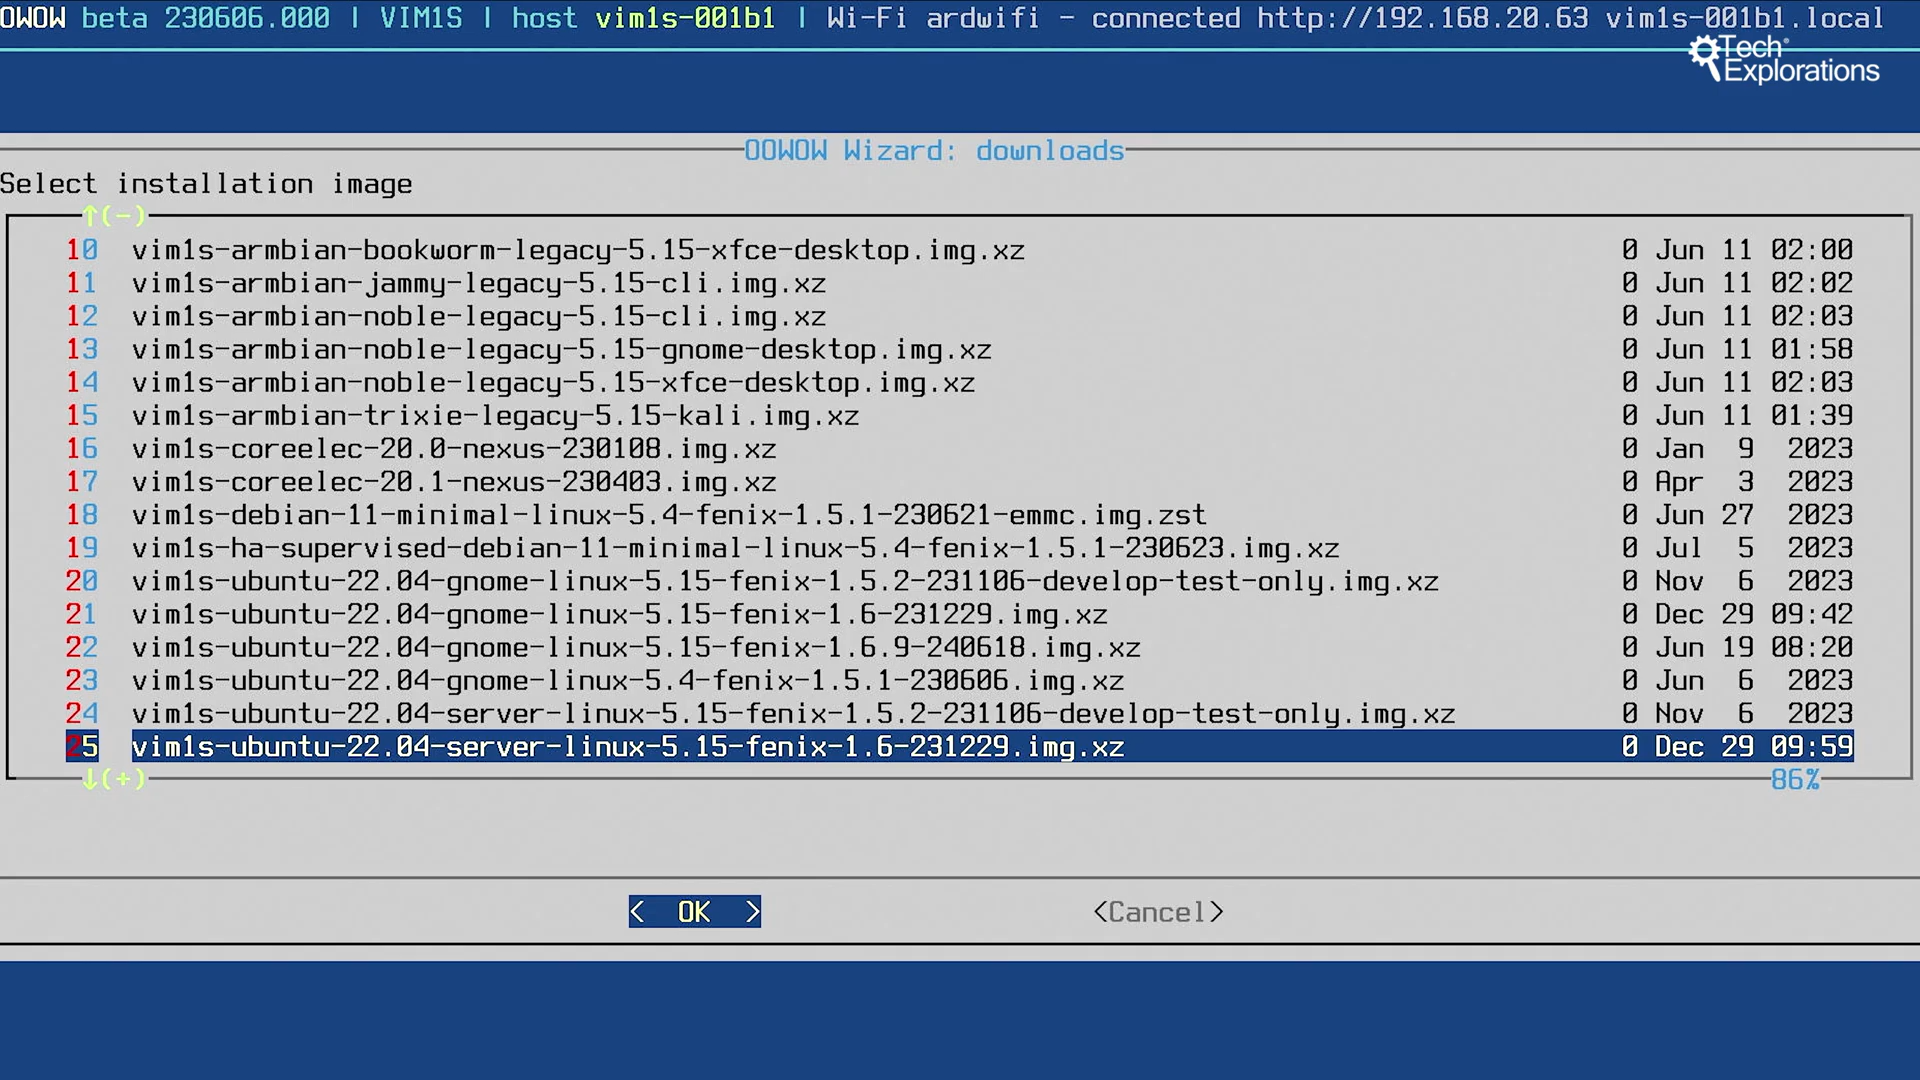 OOWOW beta 230606.000 | VIM1S | host vim1s-001b1 | Wi-Fi ardwifi - connected http://192.168.20.63 vim1s-001b1.local
Tech
Explorations
OOWOW Wizard: downloads
Select installation image
↑(-)
10 vim1s-armbian-bookworm-legacy-5.15-xfce-desktop.img.xz 0 Jun 11 02:00
11 vim1s-armbian-jammy-legacy-5.15-cli.img.xz 0 Jun 11 02:02
12 vim1s-armbian-noble-legacy-5.15-cli.img.xz 0 Jun 11 02:03
13 vim1s-armbian-noble-legacy-5.15-gnome-desktop.img.xz 0 Jun 11 01:58
14 vim1s-armbian-noble-legacy-5.15-xfce-desktop.img.xz 0 Jun 11 02:03
15 vim1s-armbian-trixie-legacy-5.15-kali.img.xz 0 Jun 11 01:39
16 vim1s-coreelec-20.0-nexus-230108.img.xz 0 Jan 9 2023
17 vim1s-coreelec-20.1-nexus-230403.img.xz 0 Apr 3 2023
18 vim1s-debian-11-minimal-linux-5.4-fenix-1.5.1-230621-emmc.img.zst 0 Jun 27 2023
19 vim1s-ha-supervised-debian-11-minimal-linux-5.4-fenix-1.5.1-230623.img.xz 0 Jul 5 2023
20 vim1s-ubuntu-22.04-gnome-linux-5.15-fenix-1.5.2-231106-develop-test-only.img.xz 0 Nov 6 2023
21 vim1s-ubuntu-22.04-gnome-linux-5.15-fenix-1.6-231229.img.xz 0 Dec 29 09:42
22 vim1s-ubuntu-22.04-gnome-linux-5.15-fenix-1.6.9-240618.img.xz 0 Jun 19 08:20
23 vim1s-ubuntu-22.04-gnome-linux-5.4-fenix-1.5.1-230606.img.xz 0 Jun 6 2023
24 vim1s-ubuntu-22.04-server-linux-5.15-fenix-1.5.2-231106-develop-test-only.img.xz 0 Nov 6 2023
25 vim1s-ubuntu-22.04-server-linux-5.15-fenix-1.6-231229.img.xz 0 Dec 29 09:59
↓(+) 86%
< OK > <Cancel>